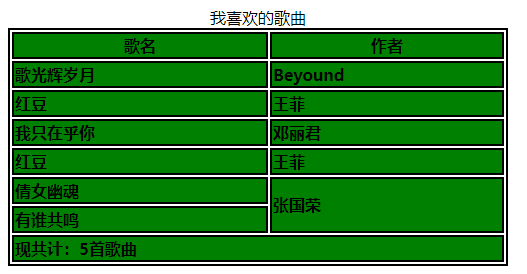 我喜欢的歌曲
歌名 作者
歌光辉岁月 Beyound
红豆 王菲
我只在乎你 邓丽君
红豆 王菲
倩女幽魂 张国荣
有谁共鸣
现共计：5首歌曲